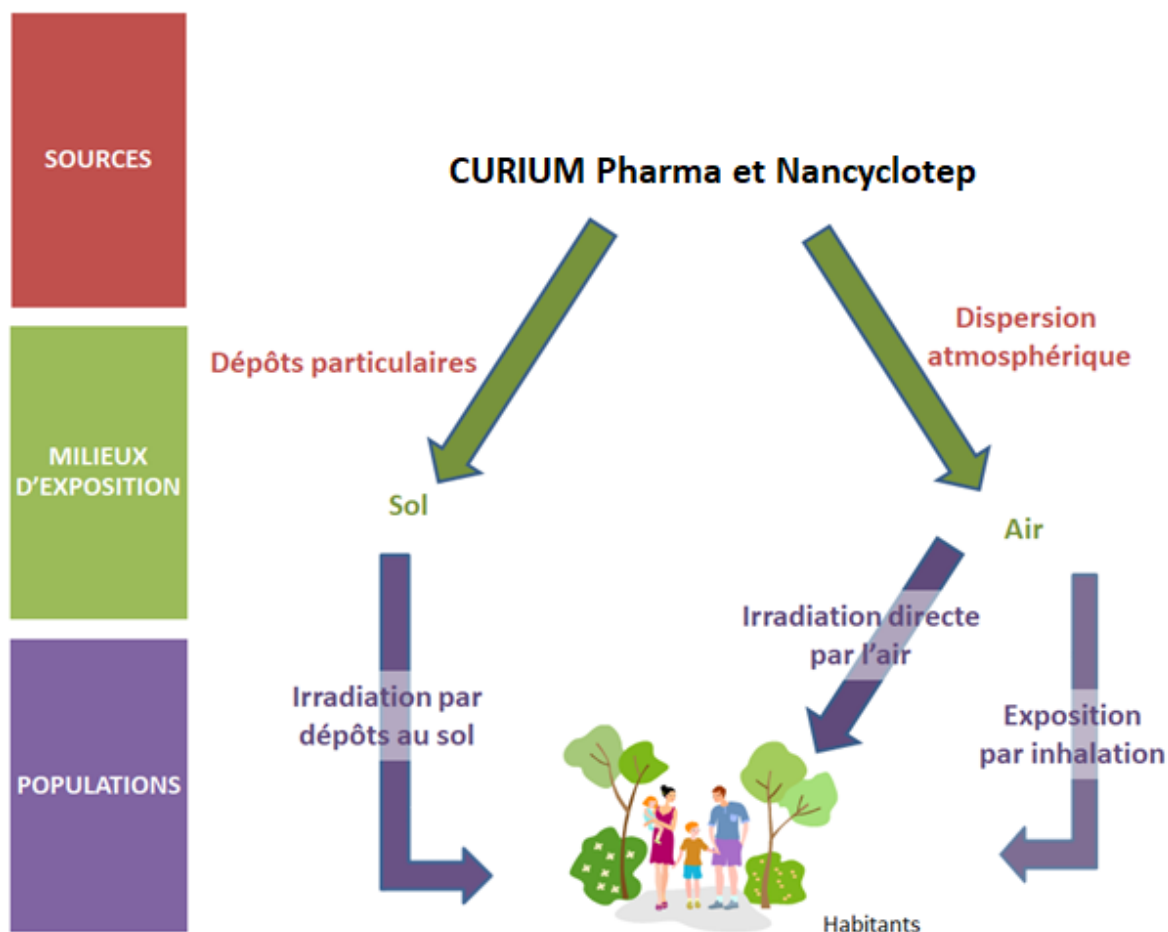 SOURCES
CURIUM Pharma et Nancyclotep
Dépôts particulaires
Dispersion
atmosphérique
MILIEUX
D'EXPOSITION
Sol
Air
Irradiation directe
par l'air
Irradiation par
dépôts au sol
Exposition
par inhalation
POPULATIONS
Habitants